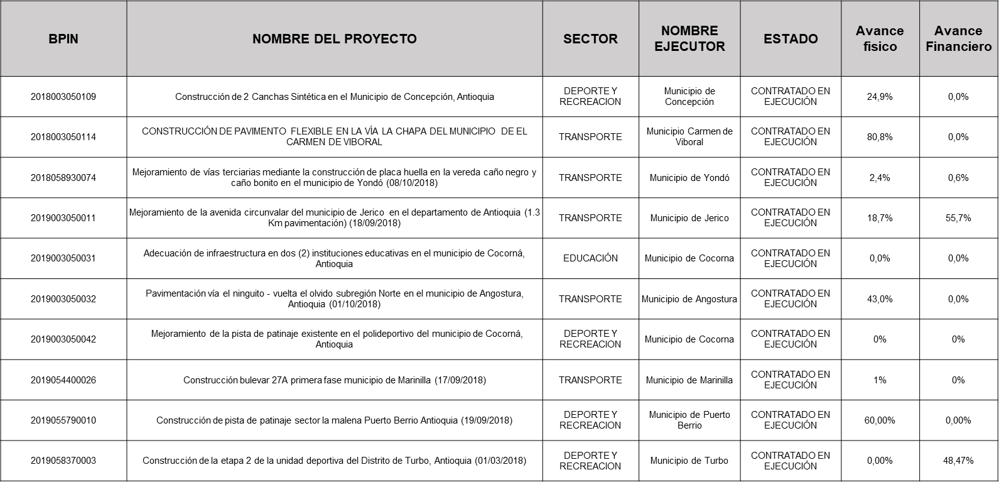 BPIN
NOMBRE DEL PROYECTO
SECTOR
NOMBRE
EJECUTOR
ESTADO
Avance
fisico
Avance
Financiero
2018003050109
Construcción de 2 Canchas Sintética en el Municipio de Concepción, Antioquia
DEPORTE Y
RECREACION
Municipio de
Concepción
CONTRATADO EN
EJECUCIÓN
24,9%
0,0%
2018003050114
CONSTRUCCIÓN DE PAVIMENTO FLEXIBLE EN LA VÍA LA CHAPA DEL MUNICIPIO DE EL
CARMEN DE VIBORAL
TRANSPORTE
Municipio Carmen de
Viboral
CONTRATADO EN
EJECUCIÓN
80,8%
0,0%
2018058930074
Mejoramiento de vías terciarias mediante la construcción de placa huella en la vereda caño negro y
caño bonito en el municipio de Yondó (08/10/2018)
TRANSPORTE
Municipio de Yondó
CONTRATADO EN
EJECUCIÓN
2,4%
0,6%
2019003050011
Mejoramiento de la avenida circunvalar del municipio de Jerico en el departamento de Antioquia (1.3
Km pavimentación) (18/09/2018)
TRANSPORTE
Municipio de Jerico
CONTRATADO EN
EJECUCIÓN
18,7%
55,7%
2019003050031
Adecuación de infraestructura en dos (2) instituciones educativas en el municipio de Cocorná,
Antioquia
EDUCACIÓN
Municipio de Cocorna
CONTRATADO EN
EJECUCIÓN
0,0%
0,0%
2019003050032
Pavimentación vía el ninguito - vuelta el olvido subregión Norte en el municipio de Angostura,
Antioquia (01/10/2018)
TRANSPORTE
Municipio de Angostura
CONTRATADO EN
EJECUCIÓN
43,0%
0,0%
2019003050042
Mejoramiento de la pista de patinaje existente en el polideportivo del municipio de Cocorná,
Antioquia
DEPORTE Y
RECREACION
Municipio de Cocorna
CONTRATADO EN
EJECUCIÓN
0%
0%
2019054400026
Construcción bulevar 27A primera fase municipio de Marinilla (17/09/2018)
TRANSPORTE
Municipio de Marinilla
CONTRATADO EN
EJECUCIÓN
1%
0%
2019055790010
Construcción de pista de patinaje sector la malena Puerto Berrio Antioquia (19/09/2018)
DEPORTE Y
RECREACION
Municipio de Puerto
Berrio
CONTRATADO EN
EJECUCIÓN
60,00%
0,00%
2019058370003
Construcción de la etapa 2 de la unidad deportiva del Distrito de Turbo, Antioquia (01/03/2018)
DEPORTE Y
RECREACION
Municipio de Turbo
CONTRATADO EN
EJECUCIÓN
0,00%
48,47%